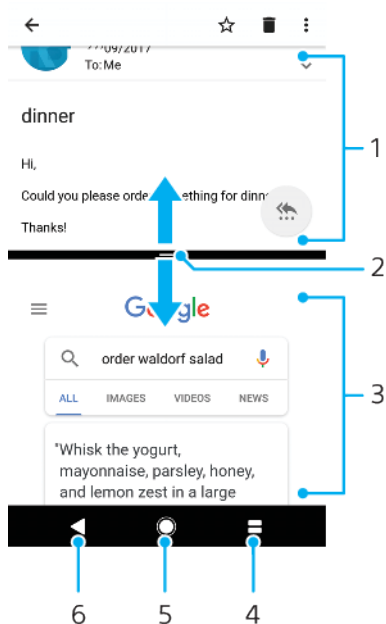 09/2017
To: Me
dinner
Hi,
Could you please order ething for dinn
Thanks!
Google
order waldorf salad
ALL IMAGES VIDEOS NEWS
"Whisk the yogurt,
mayonnaise, parsley, honey,
and lemon zest in a large
1
2
3
4
5
6